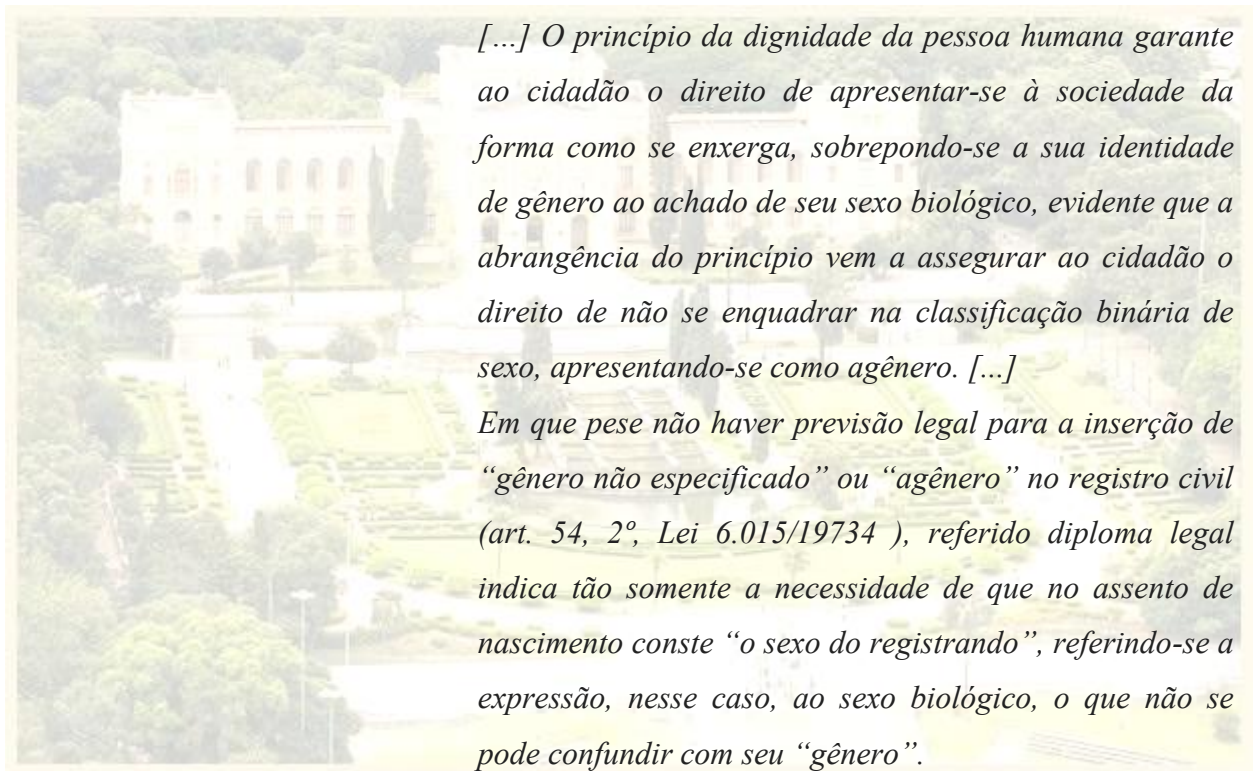 [...] O princípio da dignidade da pessoa humana garante
ao cidadão o direito de apresentar-se à sociedade da
forma como se enxerga, sobrepondo-se a sua identidade
de gênero ao achado de seu sexo biológico, evidente que a
abrangência do princípio vem a assegurar ao cidadão o
direito de não se enquadrar na classificação binária de
sexo, apresentando-se como agênero. [...]
Em que pese não haver previsão legal para a inserção de
“gênero não especificado” ou “agênero” no registro civil
(art. 54, 2º, Lei 6.015/19734 ), referido diploma legal
indica tão somente a necessidade de que no assento de
nascimento conste “o sexo do registrando”, referindo-se a
expressão, nesse caso, ao sexo biológico, o que não se
pode confundir com seu “gênero”.